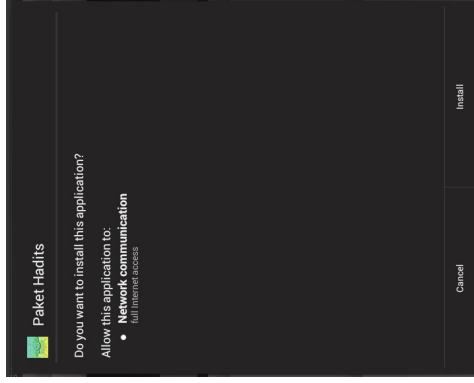 Paket Hadits
Do you want to install this application?
Allow this application to:
● Network communication
full Internet access
Cancel
Install